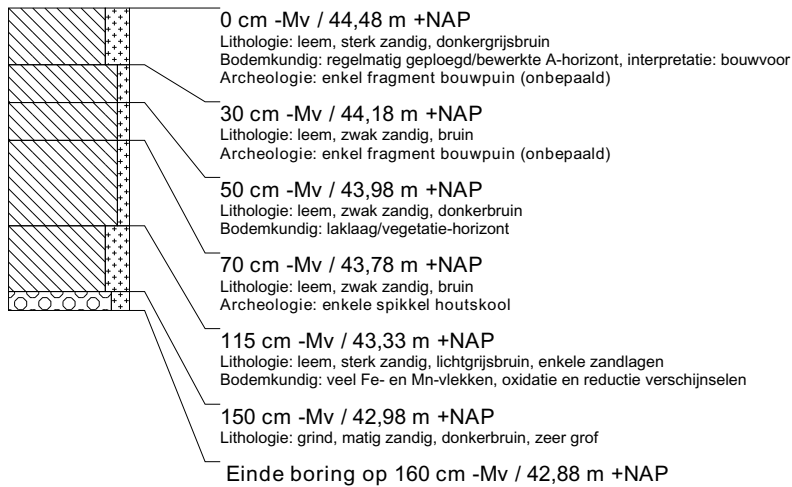 0 cm -Mv / 44,48 m +NAP
Lithologie: leem, sterk zandig, donkergrijsbruin
Bodemkundig: regelmatig geploegd/bewerkte A-horizont, interpretatie: bouwvoor
Archeologie: enkel fragment bouwpuin (onbepaald)
30 cm -Mv / 44,18 m +NAP
Lithologie: leem, zwak zandig, bruin
Archeologie: enkel fragment bouwpuin (onbepaald)
50 cm -Mv / 43,98 m +NAP
Lithologie: leem, zwak zandig, donkerbruin
Bodemkundig: laklaag/vegetatie-horizont
70 cm -Mv / 43,78 m +NAP
Lithologie: leem, zwak zandig, bruin
Archeologie: enkele spikkel houtskool
115 cm -Mv / 43,33 m +NAP
Lithologie: leem, sterk zandig, lichtgrijsbruin, enkele zandlagen
Bodemkundig: veel Fe- en Mn-vlekken, oxidatie en reductie verschijnselen
150 cm -Mv / 42,98 m +NAP
Lithologie: grind, matig zandig, donkerbruin, zeer grof
Einde boring op 160 cm -Mv / 42,88 m +NAP